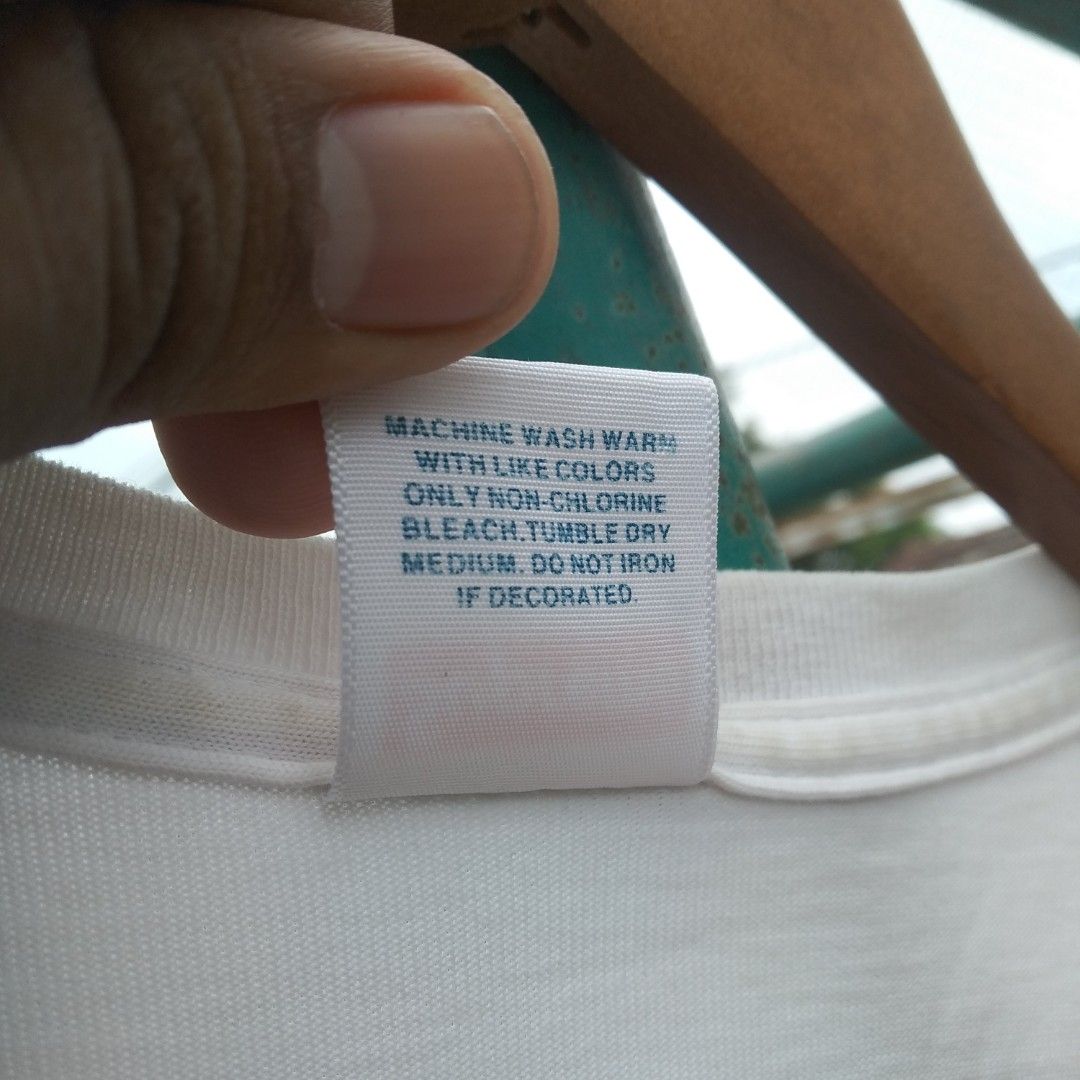 MACHINE WASH WARM
WITH LIKE COLORS
ONLY NON-CHLORINE
BLEACH.TUMBLE DRY
MEDIUM. DO NOT IRON
IF DECORATED.